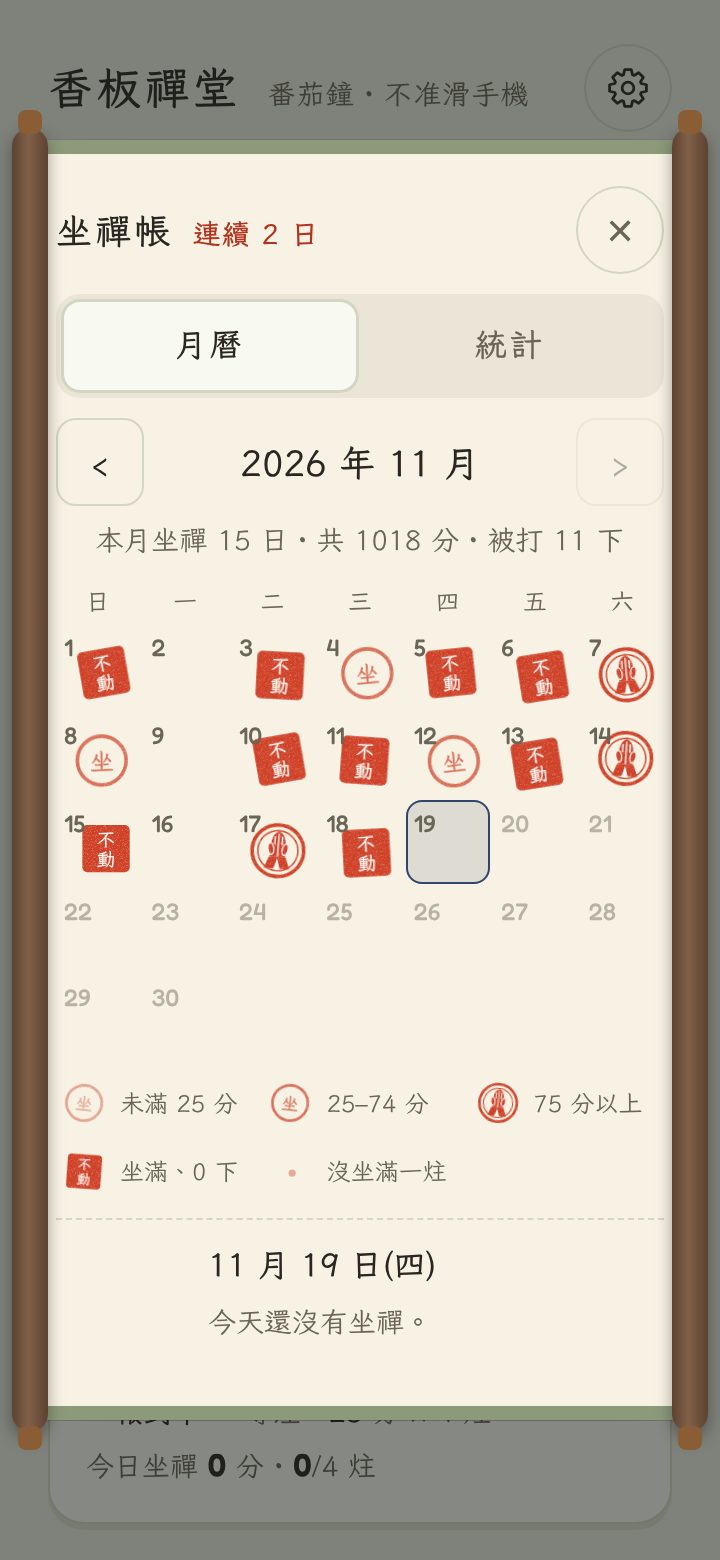 香板禪堂 番茄鐘・不准滑手機
坐禪帳 連續 2 日
×
月曆 統計
< 2026 年 11 月 >
本月坐禪 15 日・共 1018 分・被打 11 下
日 一 二 三 四 五 六
1 不動 2 3 不動 4 坐 5 不動 6 不動 7
8 坐 9 10 不動 11 不動 12 坐 13 不動 14
15 不動 16 17 18 不動 19 20 21
22 23 24 25 26 27 28
29 30
坐 未滿 25 分 坐 25–74 分 75 分以上
不動 坐滿、0 下 沒坐滿一炷
11 月 19 日(四)
今天還沒有坐禪。
今日坐禪 0 分・0/4 炷